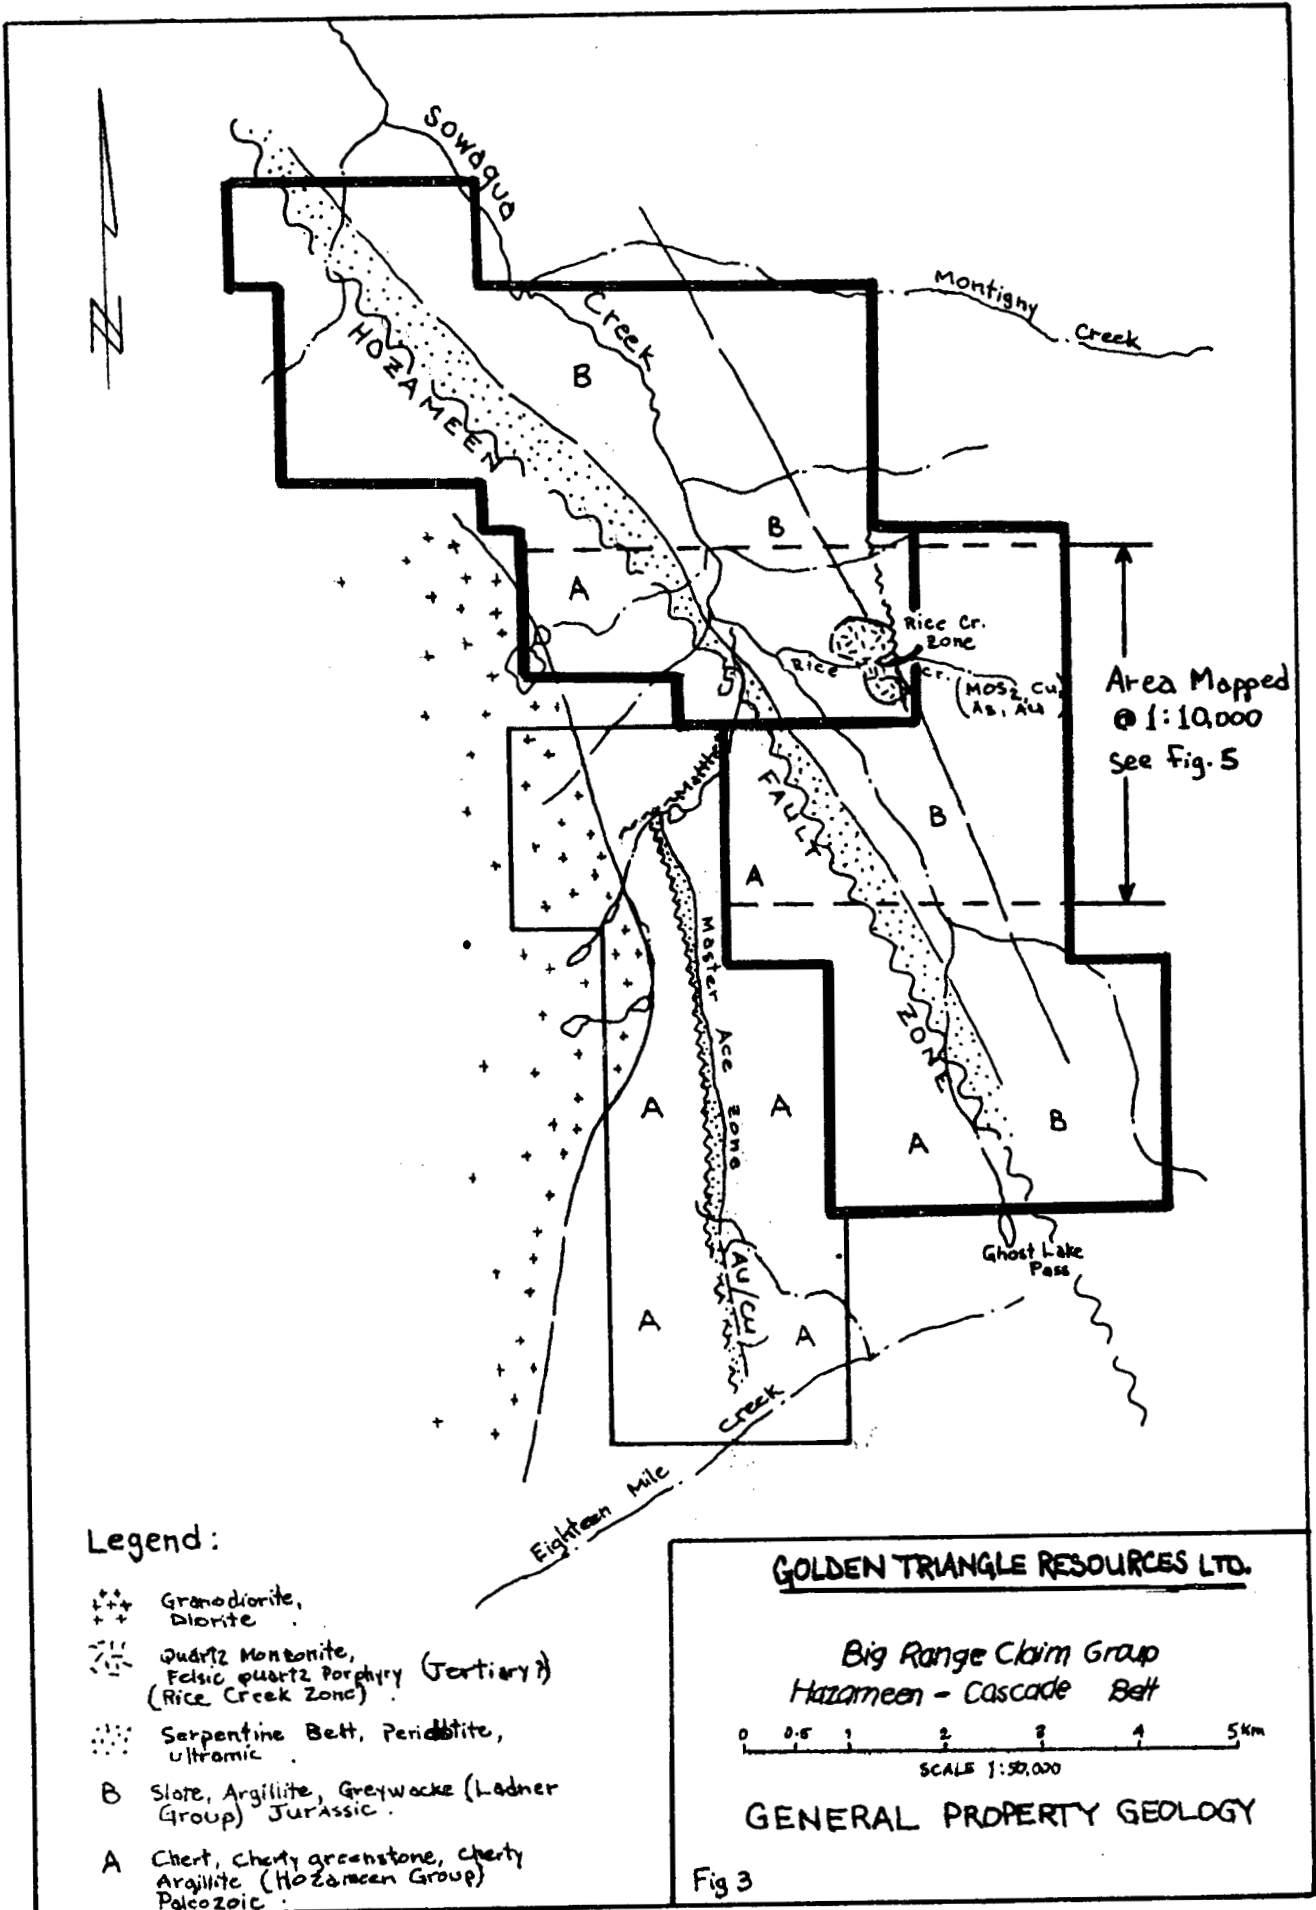 N
Sowaqua
Creek
Montigny
Creek
HOZAMEEN
B
B
A
Rice Cr.
Zone
Rice
Cr.
(MOS2, Cu
Area Mapped
@ 1:10,000
see Fig. 5
FAULT
B
A
Master Ace Zone
ZONE
A
A
A
B
Ghost Lake
Pass
(AU/CU)
A
A
Creek
Eighteen Mile
Legend:
Granodiorite,
Diorite.
Quartz Monzonite,
Felsic quartz Porphyry (Tertiary?)
(Rice Creek Zone).
Serpentine Belt, Peridotite,
ultramic.
B Slate, Argillite, Greywacke (Ladner
Group) Jurassic.
A Chert, Cherty greenstone, Cherty
Argillite (Hozameen Group)
Paleozoic.
GOLDEN TRIANGLE RESOURCES LTD.
Big Range Claim Group
Hazameen - Cascade Belt
0 0.5 1 2 3 4 5 Km
SCALE 1:50,000
GENERAL PROPERTY GEOLOGY
Fig 3